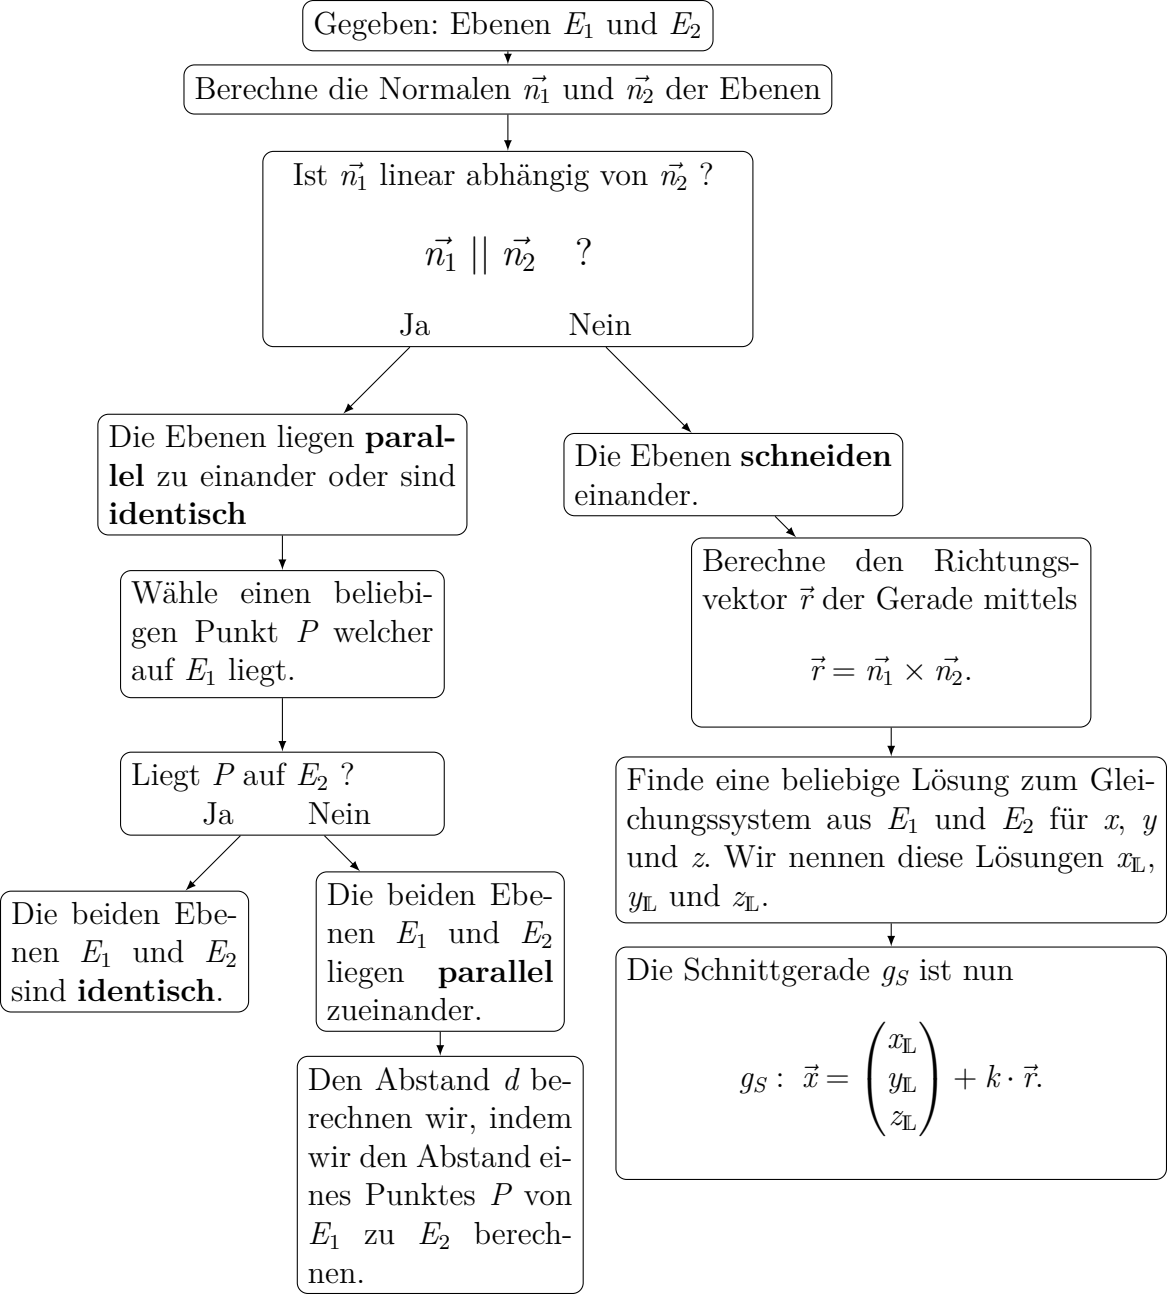 Gegeben: Ebenen E₁ und E₂
Berechne die Normalen n⃗₁ und n⃗₂ der Ebenen
Ist n⃗₁ linear abhängig von n⃗₂ ?
n⃗₁ || n⃗₂ ?
Ja Nein
Die Ebenen liegen paral-
lel zu einander oder sind
identisch
Wähle einen beliebi-
gen Punkt P welcher
auf E₁ liegt.
Liegt P auf E₂ ?
Ja Nein
Die beiden Ebe-
nen E₁ und E₂
sind identisch.
Die beiden Ebe-
nen E₁ und E₂
liegen parallel
zueinander.
Den Abstand d be-
rechnen wir, indem
wir den Abstand ei-
nes Punktes P von
E₁ zu E₂ berech-
nen.
Die Ebenen schneiden
einander.
Berechne den Richtungs-
vektor r⃗ der Gerade mittels
r⃗ = n⃗₁ × n⃗₂.
Finde eine beliebige Lösung zum Glei-
chungssystem aus E₁ und E₂ für x, y
und z. Wir nennen diese Lösungen x_𝕃,
y_𝕃 und z_𝕃.
Die Schnittgerade g_S ist nun
g_S : x⃗ = (x_𝕃 y_𝕃 z_𝕃) + k · r⃗.